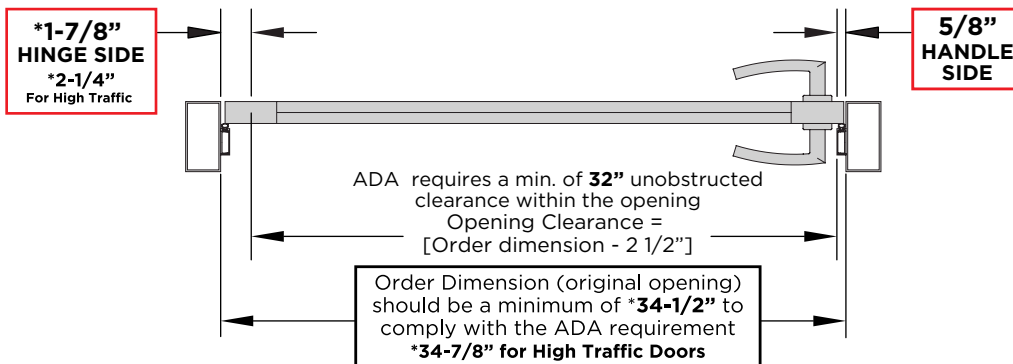 *1-7/8”
HINGE SIDE
*2-1/4”
For High Traffic
5/8”
HANDLE
SIDE
ADA requires a min. of 32” unobstructed
clearance within the opening
Opening Clearance =
[Order dimension - 2 1/2”]
Order Dimension (original opening)
should be a minimum of *34-1/2” to
comply with the ADA requirement
*34-7/8” for High Traffic Doors